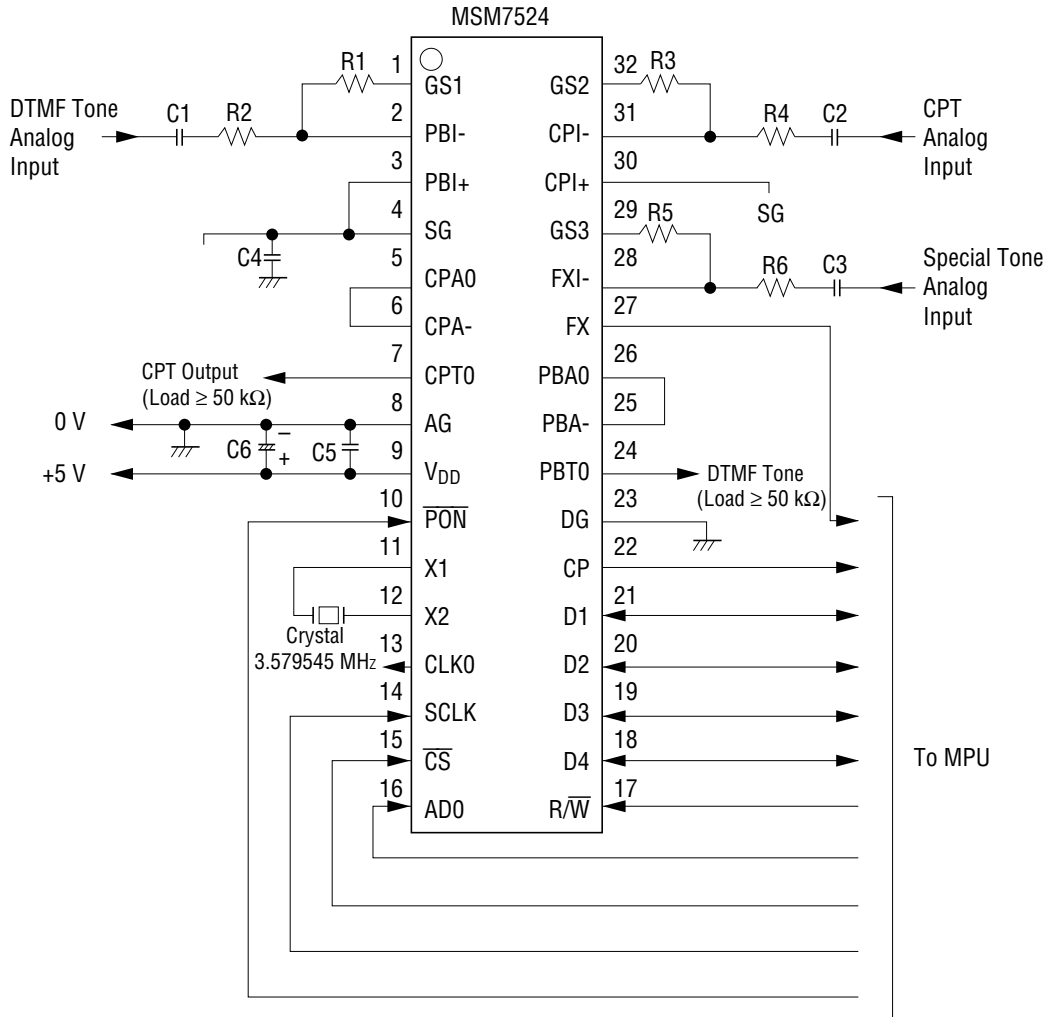 MSM7524
DTMF Tone
Analog
Input
C1
R2
R1
1
GS1
2
PBI-
3
PBI+
4
SG
C4
5
CPA0
6
CPA-
7
CPT0
CPT Output
(Load ≥ 50 kΩ)
8
AG
0 V
C6
–
+
C5
9
VDD
+5 V
10
PON
11
X1
12
X2
Crystal
3.579545 MHz
13
CLK0
14
SCLK
15
CS
16
AD0
32
GS2
R3
31
CPI-
R4
C2
CPT
Analog
Input
30
CPI+
SG
29
GS3
R5
28
FXI-
R6
C3
Special Tone
Analog
Input
27
FX
26
PBA0
25
PBA-
24
PBT0
DTMF Tone
(Load ≥ 50 kΩ)
23
DG
22
CP
21
D1
20
D2
19
D3
18
D4
17
R/W
To MPU